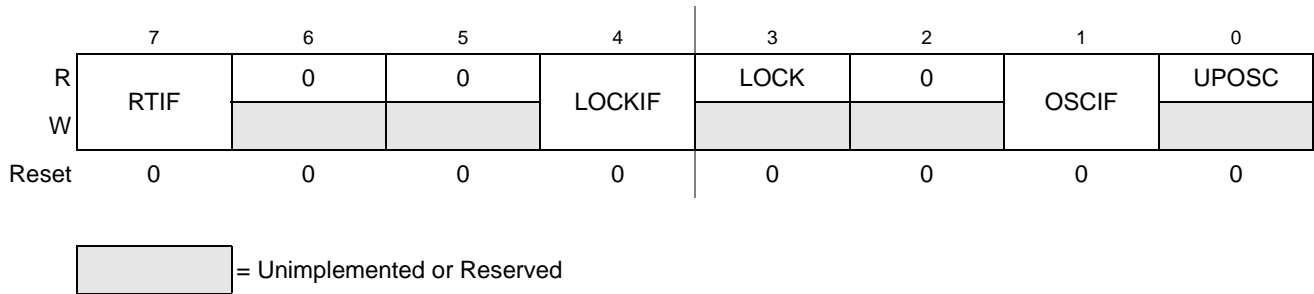 7 6 5 4 3 2 1 0
R RTIF 0 0 LOCKIF LOCK 0 OSCIF UPOSC
W
Reset 0 0 0 0 0 0 0 0
= Unimplemented or Reserved